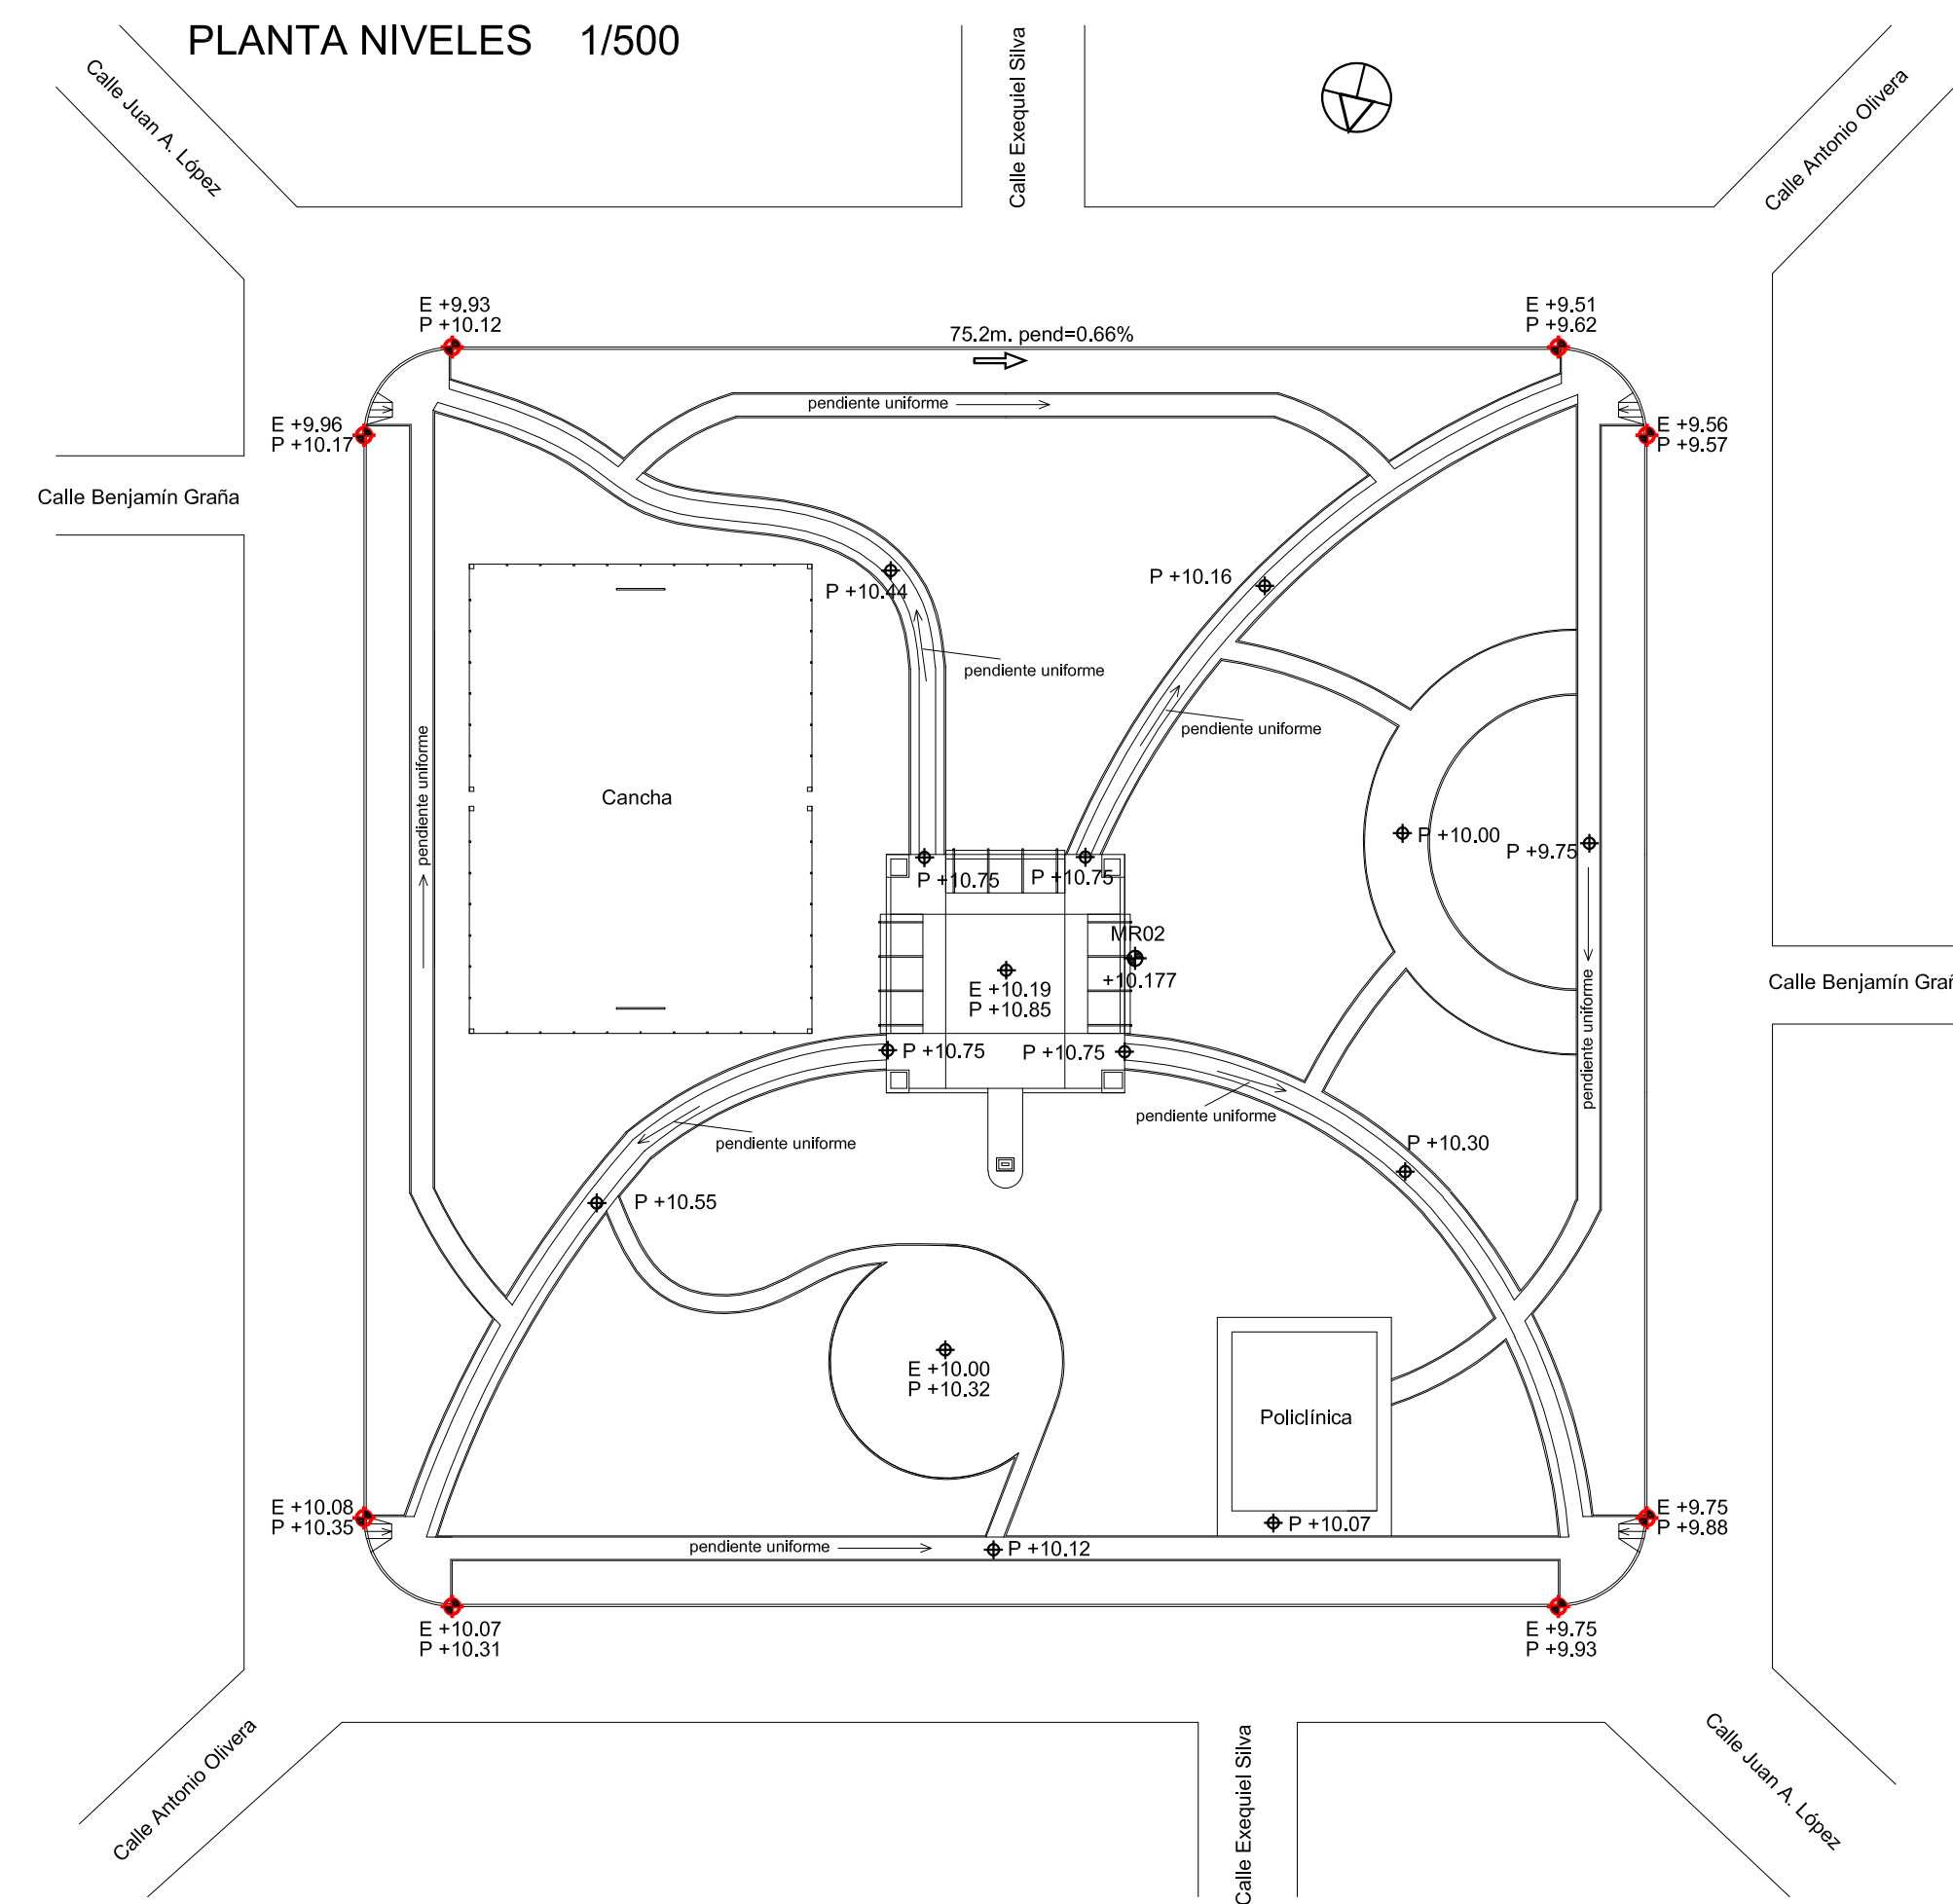 PLANTA NIVELES 1/500
Calle Juan A. López
Calle Exequiel Silva
Calle Antonio Olivera
E +9.93
P +10.12
75.2m. pend=0.66%
E +9.51
P +9.62
pendiente uniforme
E +9.96
P +10.17
E +9.56
P +9.57
Calle Benjamín Graña
P +10.44
P +10.16
pendiente uniforme
pendiente uniforme
pendiente uniforme
Cancha
P +10.00
P +9.75
P +10.75
P +10.75
MR02
+10.177
E +10.19
P +10.85
Calle Benjamín Grañ
pendiente uniforme
P +10.75
P +10.75
pendiente uniforme
pendiente uniforme
P +10.30
P +10.55
E +10.00
P +10.32
Policlínica
E +10.08
P +10.35
E +9.75
P +9.88
P +10.07
pendiente uniforme
P +10.12
E +10.07
P +10.31
E +9.75
P +9.93
Calle Antonio Olivera
Calle Exequiel Silva
Calle Juan A. López